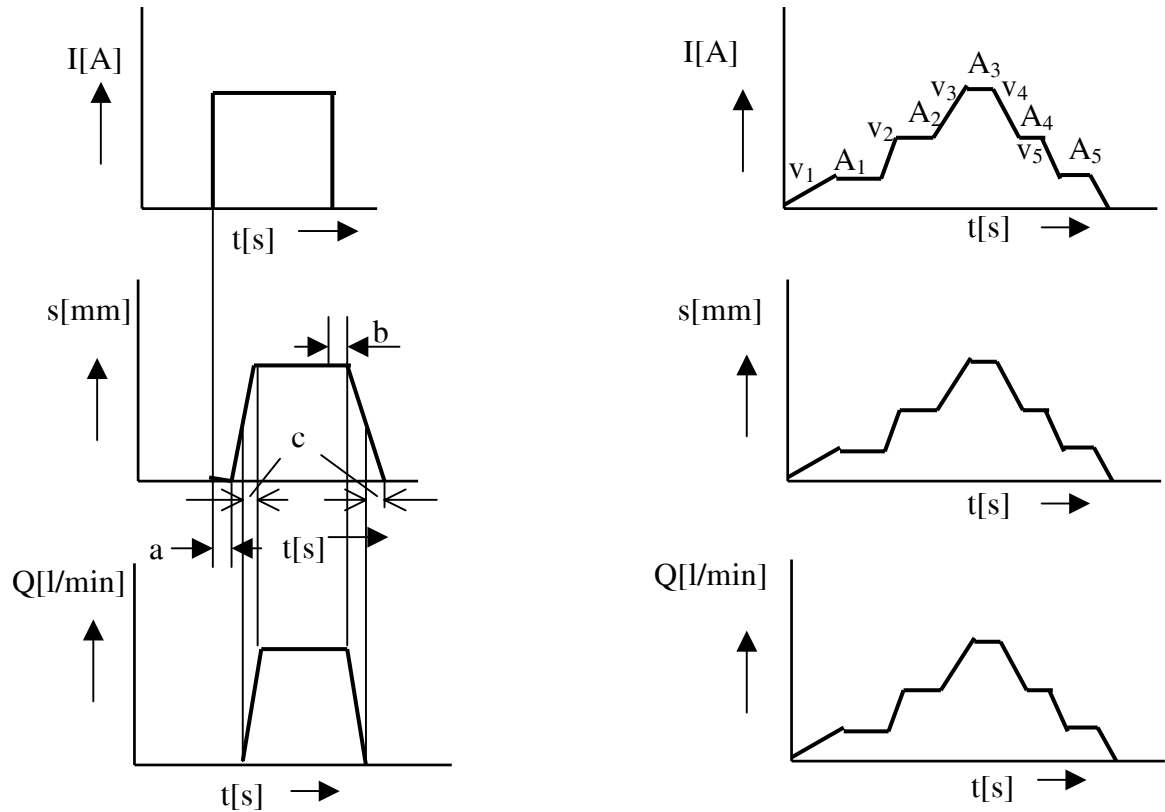 I[A]
t[s]
s[mm]
b
c
a
t[s]
Q[l/min]
t[s]
I[A]
v₁
A₁
v₂
A₂
v₃
A₃
v₄
A₄
v₅
A₅
t[s]
s[mm]
t[s]
Q[l/min]
t[s]